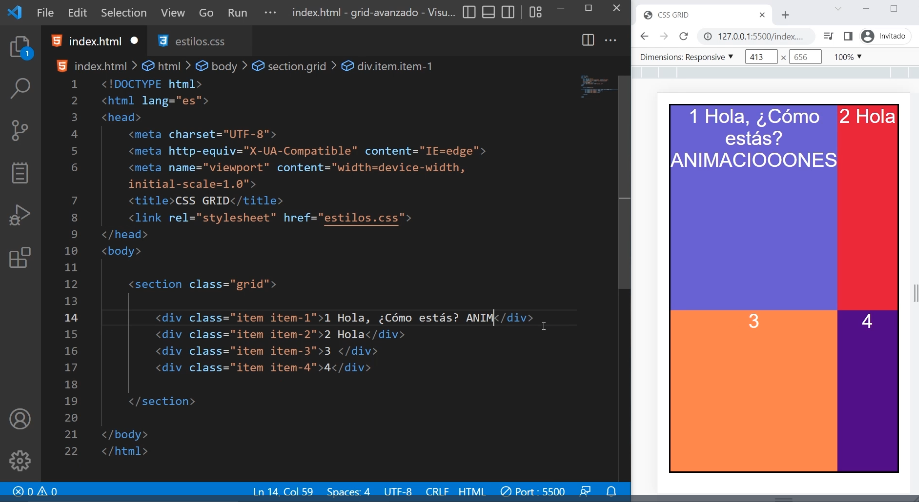 File Edit Selection View Go Run ··· index.html - grid-avanzado - Visu...
index.html ● estilos.css
index.html > html > body > section.grid > div.item.item-1
1 <!DOCTYPE html>
2 <html lang="es">
3 <head>
4 <meta charset="UTF-8">
5 <meta http-equiv="X-UA-Compatible" content="IE=edge">
6 <meta name="viewport" content="width=device-width,
initial-scale=1.0">
7 <title>CSS GRID</title>
8 <link rel="stylesheet" href="estilos.css">
9 </head>
10 <body>
11
12 <section class="grid">
13
14 <div class="item item-1">1 Hola, ¿Cómo estás? ANIM</div>
15 <div class="item item-2">2 Hola</div>
16 <div class="item item-3">3 </div>
17 <div class="item item-4">4</div>
18
19 </section>
20
21 </body>
22 </html>
1
0 0 Ln 14, Col 59 Spaces: 4 UTF-8 CRLF HTML Port : 5500
CSS GRID
127.0.0.1:5500/index.... Invitado
Dimensions: Responsive ▼ 413 × 656 100% ▼
1 Hola, ¿Cómo
estás?
ANIMACIOOONES
2 Hola
3
4